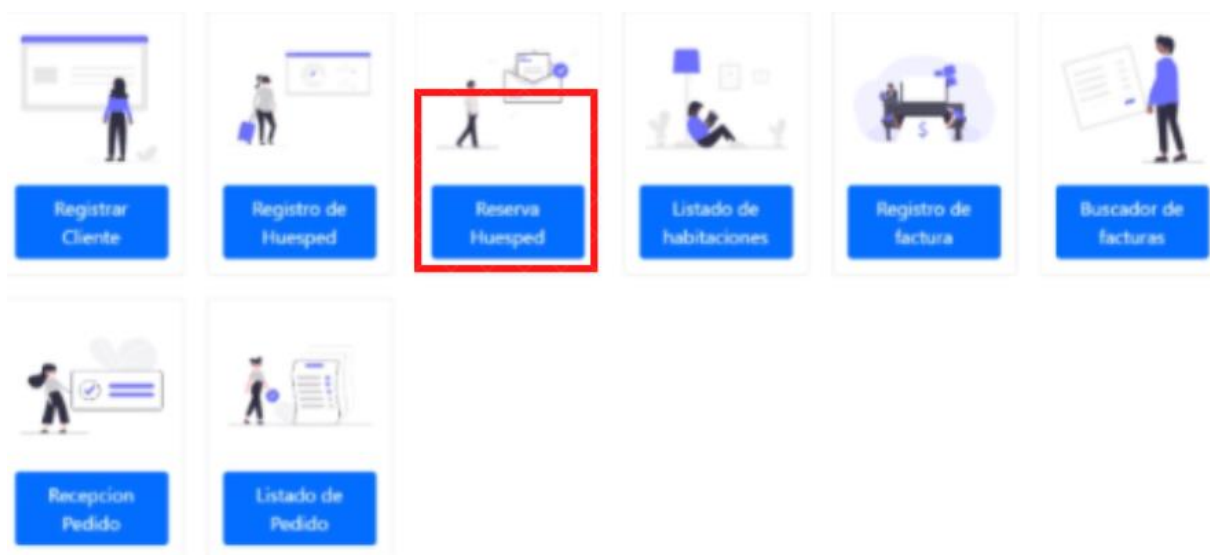 Registrar
Cliente
Registro de
Huesped
Reserva
Huesped
Listado de
habitaciones
Registro de
factura
Buscador de
facturas
Recepcion
Pedido
Listado de
Pedido